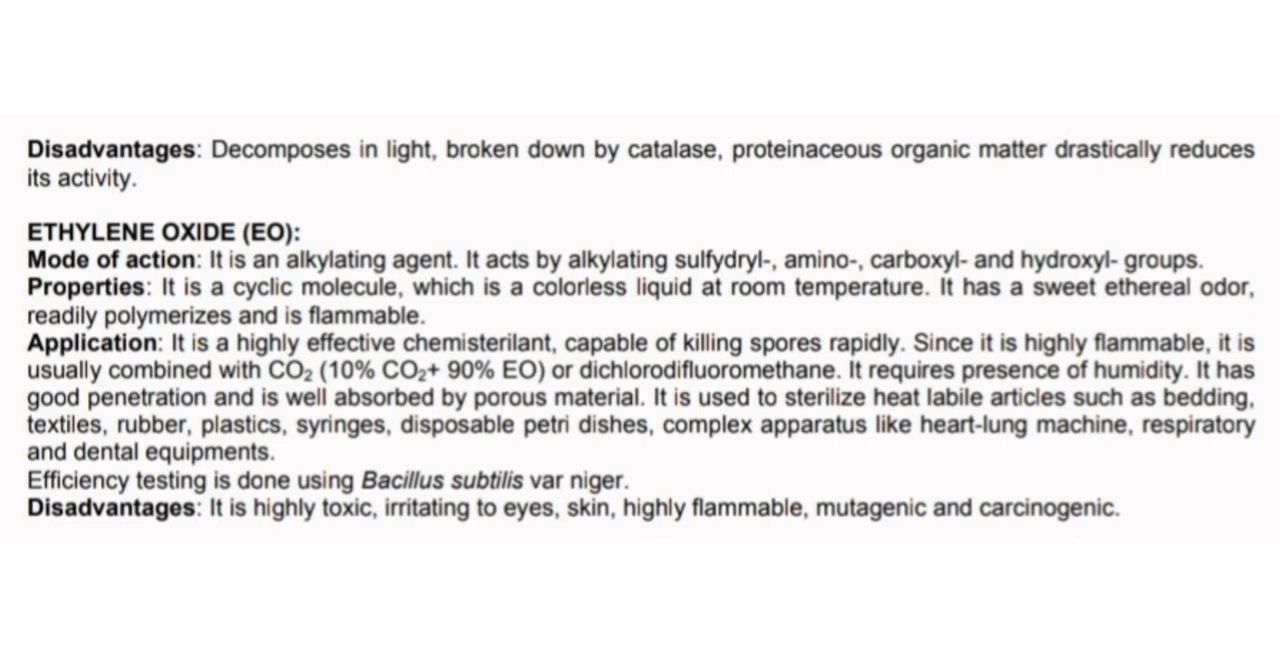 Disadvantages: Decomposes in light, broken down by catalase, proteinaceous organic matter drastically reduces
its activity.
ETHYLENE OXIDE (EO):
Mode of action: It is an alkylating agent. It acts by alkylating sulfydryl-, amino-, carboxyl- and hydroxyl- groups.
Properties: It is a cyclic molecule, which is a colorless liquid at room temperature. It has a sweet ethereal odor,
readily polymerizes and is flammable.
Application: It is a highly effective chemisterilant, capable of killing spores rapidly. Since it is highly flammable, it is
usually combined with CO₂ (10% CO₂+ 90% EO) or dichlorodifluoromethane. It requires presence of humidity. It has
good penetration and is well absorbed by porous material. It is used to sterilize heat labile articles such as bedding,
textiles, rubber, plastics, syringes, disposable petri dishes, complex apparatus like heart-lung machine, respiratory
and dental equipments.
Efficiency testing is done using Bacillus subtilis var niger.
Disadvantages: It is highly toxic, irritating to eyes, skin, highly flammable, mutagenic and carcinogenic.